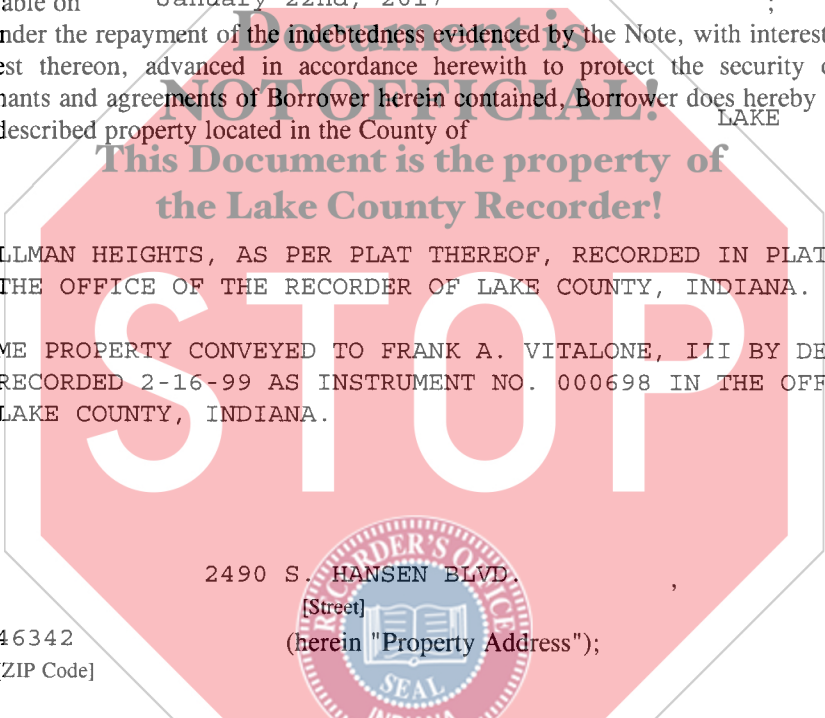 able on January 22nd, 2017 ;
Document is
nder the repayment of the indebtedness evidenced by the Note, with interest
est thereon, advanced in accordance herewith to protect the security
NOT OFFICIAL!
nants and agreements of Borrower herein contained, Borrower does hereby
described property located in the County of LAKE
This Document is the property of
the Lake County Recorder!
LLMAN HEIGHTS, AS PER PLAT THEREOF, RECORDED IN PLAT
THE OFFICE OF THE RECORDER OF LAKE COUNTY, INDIANA.
STOP
ME PROPERTY CONVEYED TO FRANK A. VITALONE, III BY DE
RECORDED 2-16-99 AS INSTRUMENT NO. 000698 IN THE OFF
LAKE COUNTY, INDIANA.
RECORDER'S OFFICE
2490 S. HANSEN BLVD. ,
[Street]
46342 (herein "Property Address");
[ZIP Code]
SEAL
INDIANA